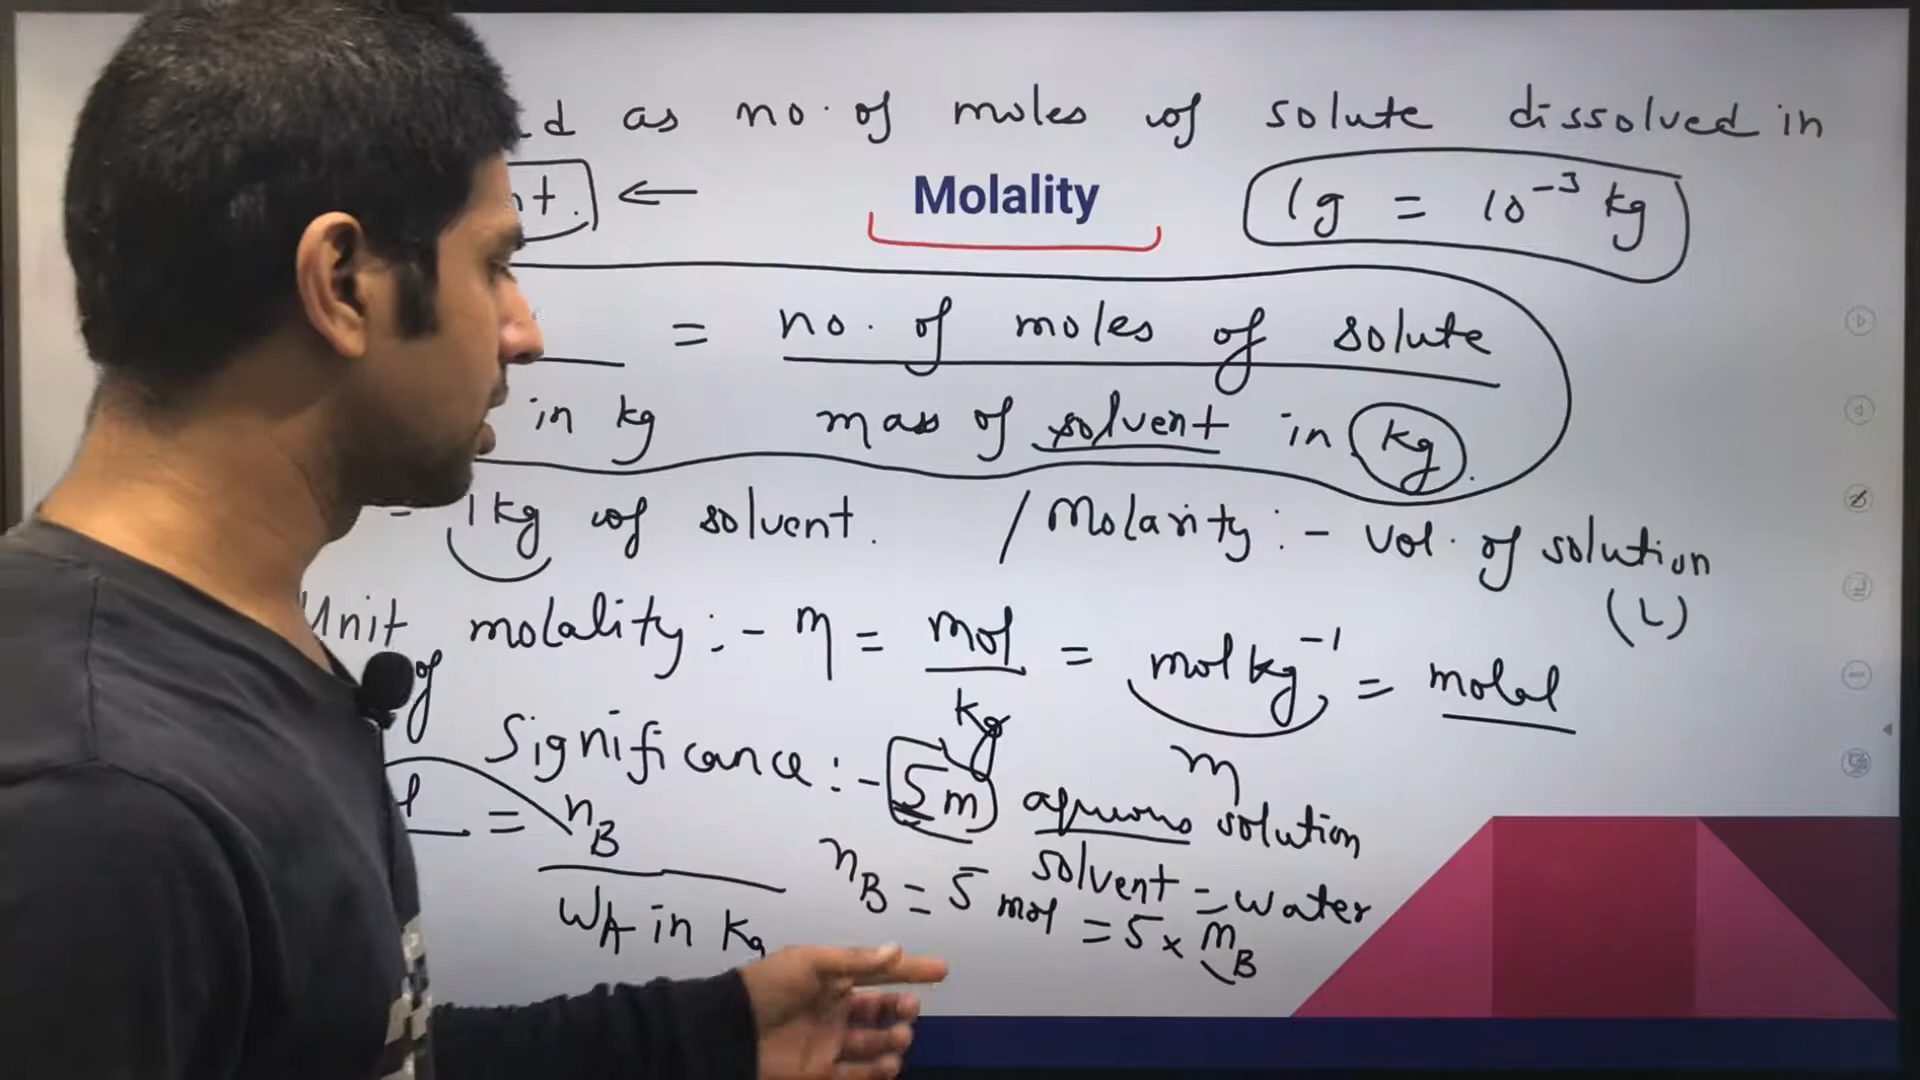 d as no. of moles of solute dissolved in
nt. ← Molality 1g = 10⁻³ kg
= no. of moles of solute
in kg mass of solvent in kg.
- 1kg of solvent. / Molarity :- Vol. of solution
(L)
Unit of molality :- m = mol/kg = mol kg⁻¹ = molal
m
Significance :- 5m aqueous solution
l = nB / WA in kg
solvent = water
nB = 5 mol = 5 × MB